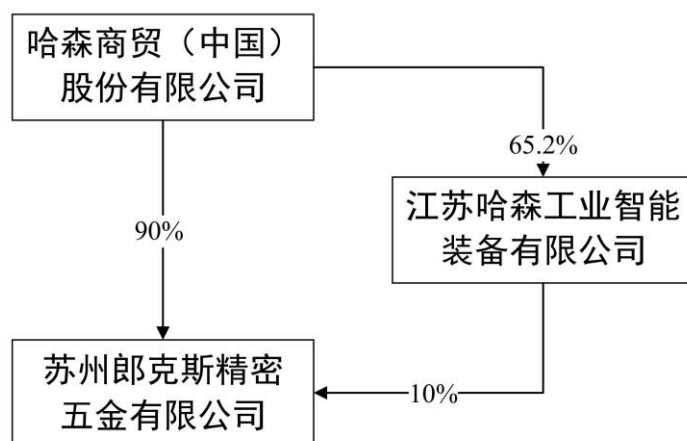 哈森商贸（中国）
股份有限公司
65.2%
江苏哈森工业智能
装备有限公司
90%
苏州郎克斯精密
五金有限公司
10%